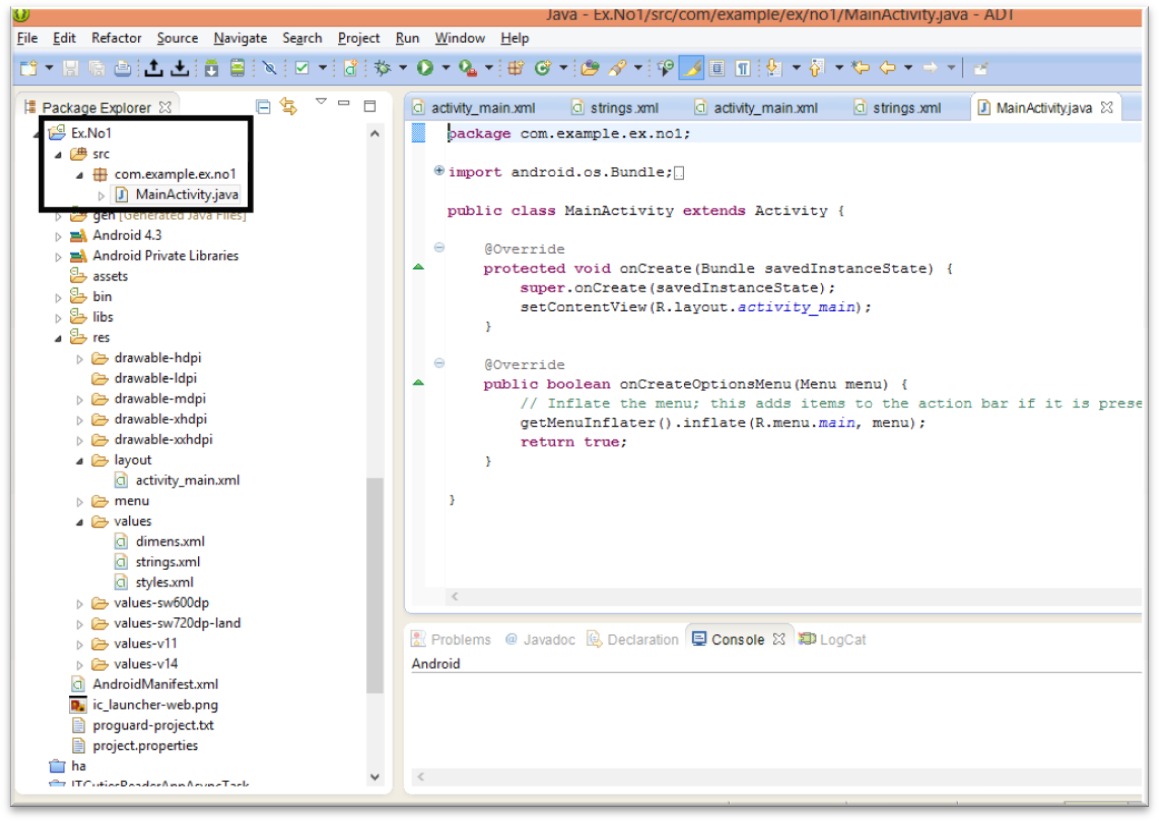 Java - Ex.No1/src/com/example/ex/no1/MainActivity.java - ADT
File Edit Refactor Source Navigate Search Project Run Window Help
Package Explorer
Ex.No1
src
com.example.ex.no1
MainActivity.java
gen [Generated Java Files]
Android 4.3
Android Private Libraries
assets
bin
libs
res
drawable-hdpi
drawable-ldpi
drawable-mdpi
drawable-xhdpi
drawable-xxhdpi
layout
activity_main.xml
menu
values
dimens.xml
strings.xml
styles.xml
values-sw600dp
values-sw720dp-land
values-v11
values-v14
AndroidManifest.xml
ic_launcher-web.png
proguard-project.txt
project.properties
ha
ITCutiesReaderAppAsyncTask
activity_main.xml strings.xml activity_main.xml strings.xml MainActivity.java
package com.example.ex.no1;
import android.os.Bundle;
public class MainActivity extends Activity {
@Override
protected void onCreate(Bundle savedInstanceState) {
super.onCreate(savedInstanceState);
setContentView(R.layout.activity_main);
}
@Override
public boolean onCreateOptionsMenu(Menu menu) {
// Inflate the menu; this adds items to the action bar if it is prese
getMenuInflater().inflate(R.menu.main, menu);
return true;
}
}
Problems @ Javadoc Declaration Console LogCat
Android